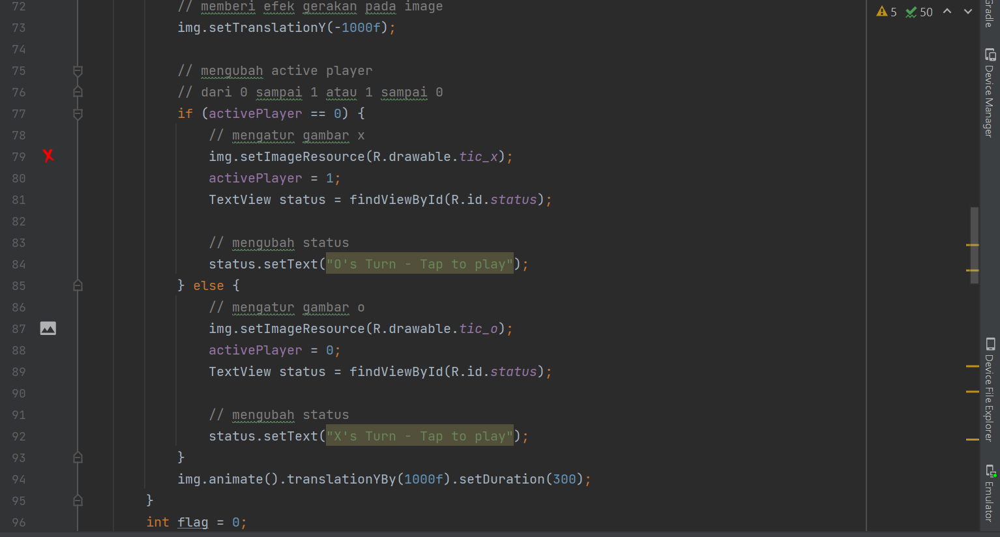 72 // memberi efek gerakan pada image
73 img.setTranslationY(-1000f);
74
75 // mengubah active player
76 // dari 0 sampai 1 atau 1 sampai 0
77 if (activePlayer == 0) {
78 // mengatur gambar x
79 img.setImageResource(R.drawable.tic_x);
80 activePlayer = 1;
81 TextView status = findViewById(R.id.status);
82
83 // mengubah status
84 status.setText("O's Turn - Tap to play");
85 } else {
86 // mengatur gambar o
87 img.setImageResource(R.drawable.tic_o);
88 activePlayer = 0;
89 TextView status = findViewById(R.id.status);
90
91 // mengubah status
92 status.setText("X's Turn - Tap to play");
93 }
94 img.animate().translationYBy(1000f).setDuration(300);
95 }
96 int flag = 0;
5 50
Gradle
Device Manager
Device File Explorer
Emulator